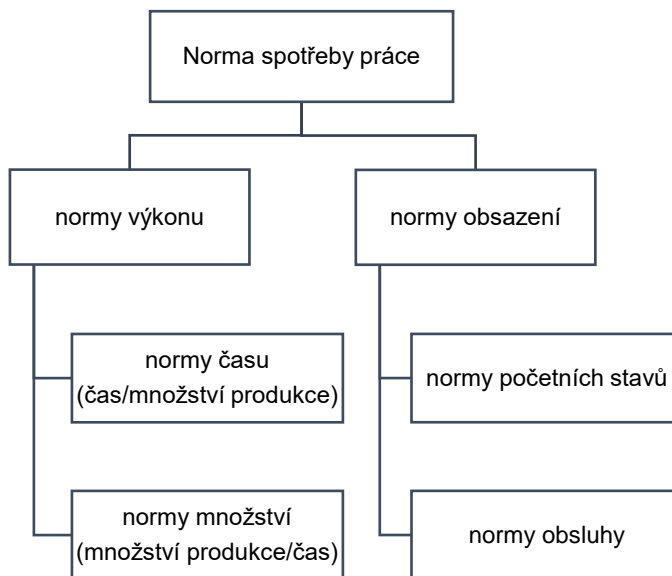 Norma spotřeby práce
normy výkonu
normy obsazení
normy času
(čas/množství produkce)
normy početních stavů
normy množství
(množství produkce/čas)
normy obsluhy